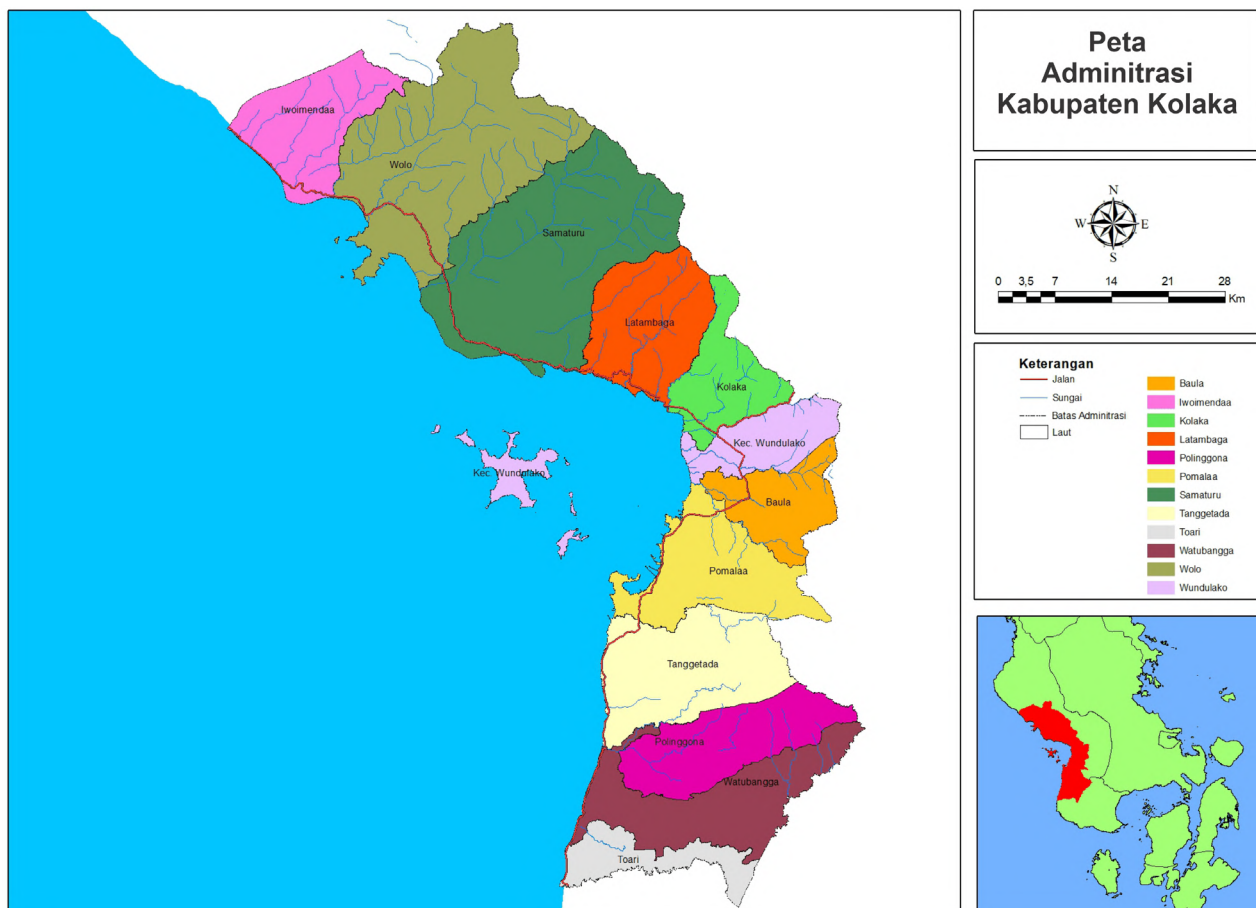 Peta
Adminitrasi
Kabupaten Kolaka
N
W
E
S
0 3,5 7 14 21 28
Km
Keterangan
Jalan
Sungai
Batas Adminitrasi
Laut
Baula
Iwoimendaa
Kolaka
Latambaga
Polinggona
Pomalaa
Samaturu
Tanggetada
Toari
Watubangga
Wolo
Wundulako
Iwoimendaa
Wolo
Samaturu
Latambaga
Kolaka
Kec. Wundulako
Kec. Wundulako
Baula
Pomalaa
Tanggetada
Polinggona
Watubangga
Toari